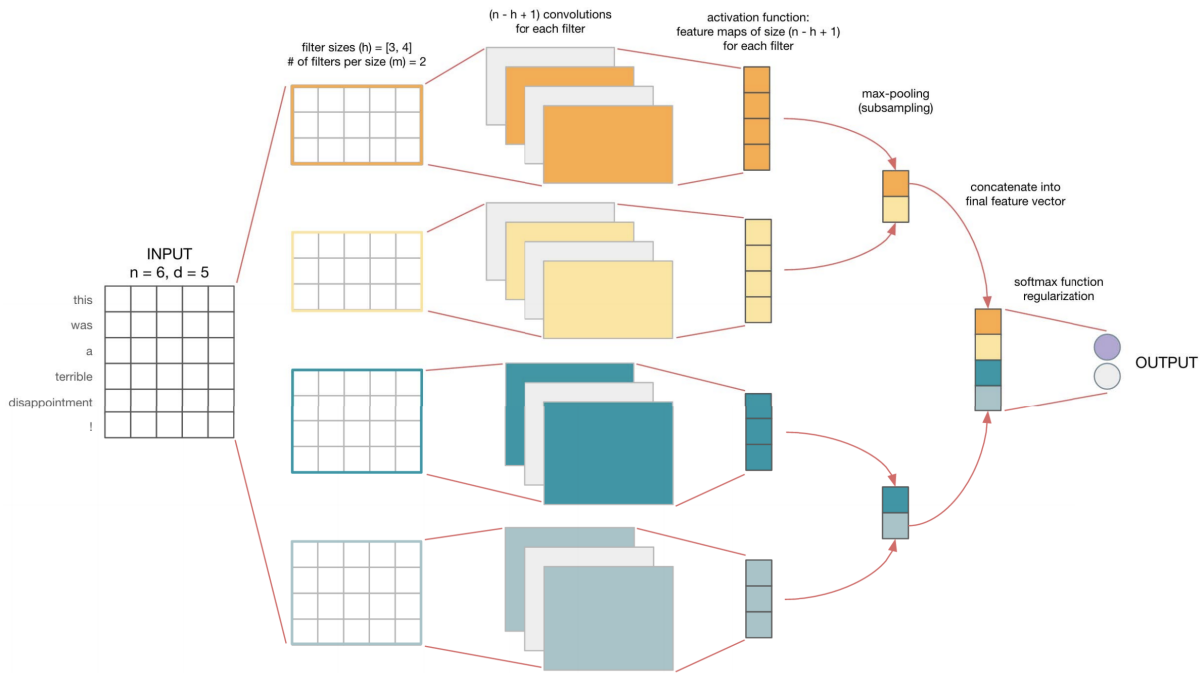 (n - h + 1) convolutions
for each filter
activation function:
feature maps of size (n - h + 1)
for each filter
filter sizes (h) = [3, 4]
# of filters per size (m) = 2
max-pooling
(subsampling)
concatenate into
final feature vector
INPUT
n = 6, d = 5
softmax function
regularization
this
was
a
terrible
disappointment
!
OUTPUT